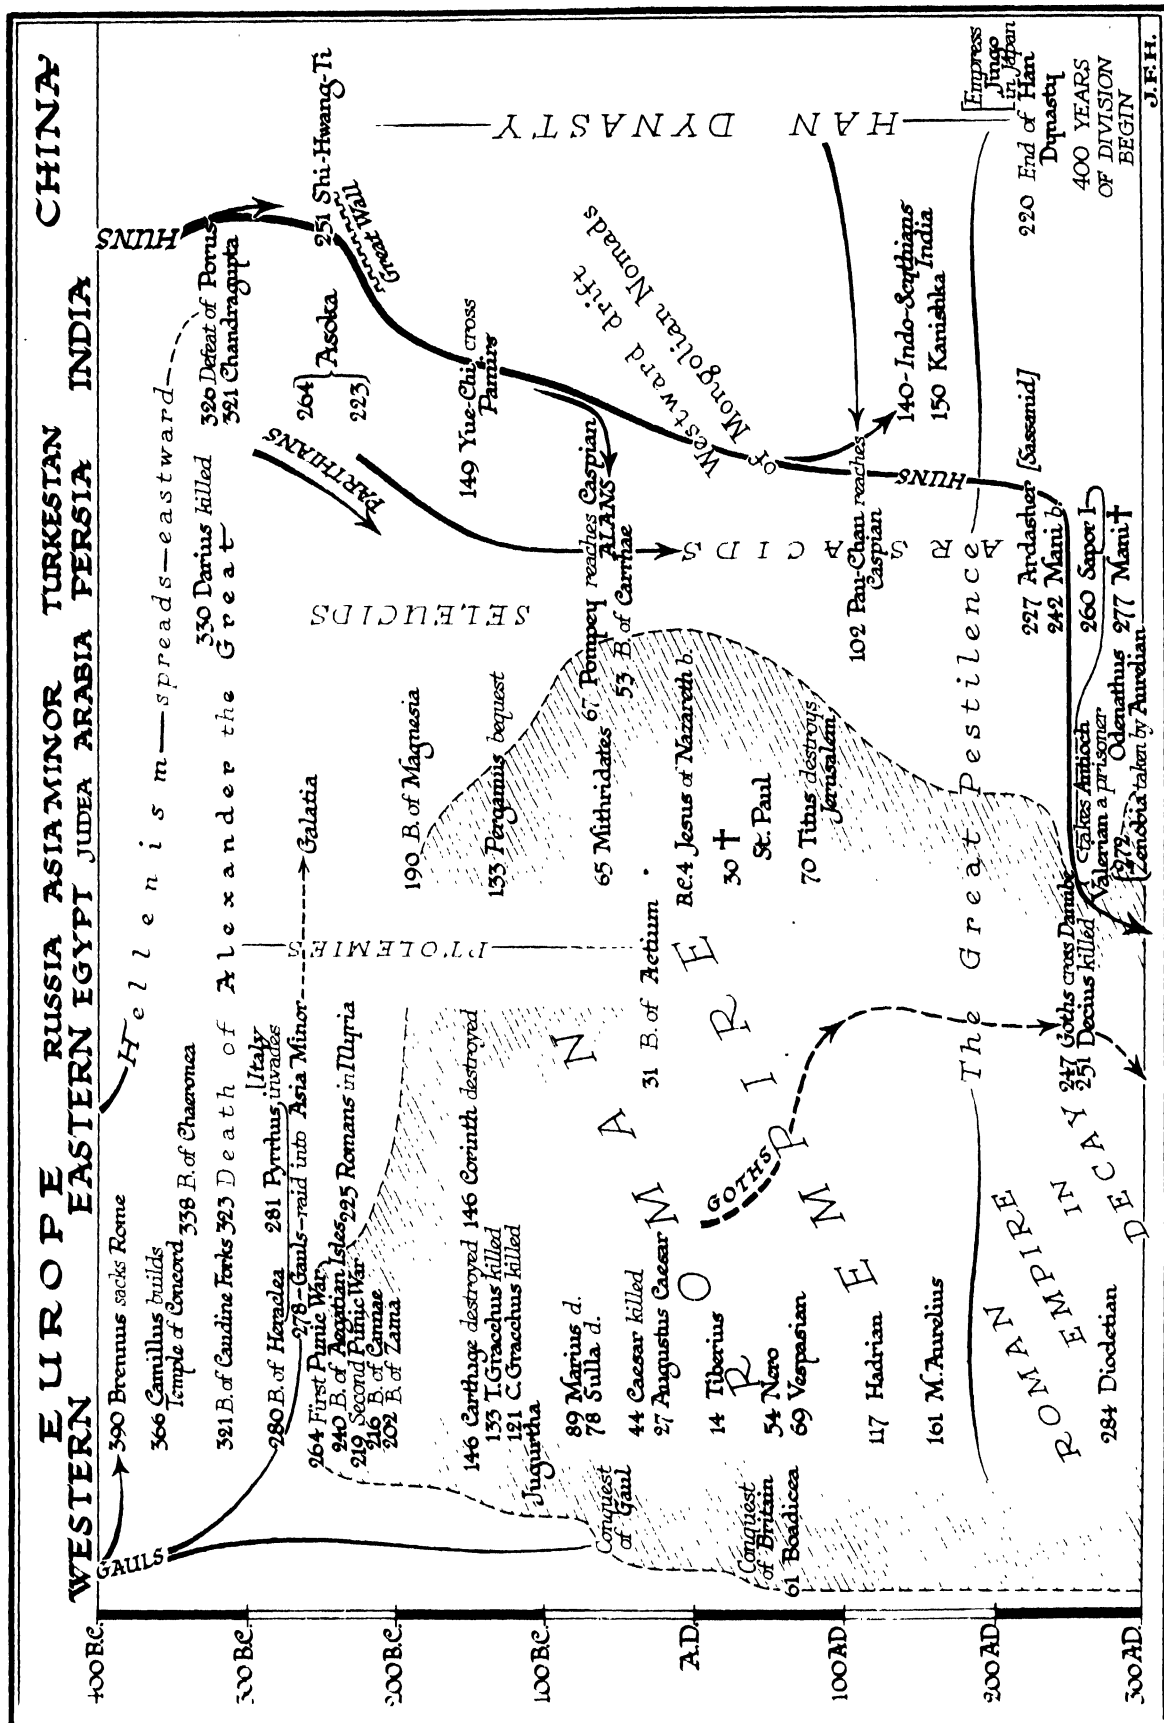 EUROPE RUSSIA ASIA MINOR TURKESTAN CHINA
WESTERN EASTERN EGYPT JUDEA ARABIA PERSIA INDIA
400 B.C.
300 B.C.
200 B.C.
100 B.C.
A.D.
100 A.D.
200 A.D.
300 A.D.
GAULS
390 Brennus sacks Rome
366 Camillus builds
Temple of Concord
338 B. of Chaeronea
321 B. of Caudine Forks
323 Death of Alexander the Great
Hellenism—spreads—eastward
330 Darius killed
320 Defeat of Porus
321 Chandragupta
HUNS
280 B. of Heraclea
281 Pyrrhus invades
[Italy
278—Gauls—raid into Asia Minor
Galatia
264 First Punic War
240 B. of Aegatian Isles
225 Romans in Illyria
219 Second Punic War
216 B. of Cannae
202 B. of Zama
PTOLEMIES
SELEUCIDS
PARTHIANS
264
223
Asoka
251 Shi-Hwang-Ti
Great Wall
190 B. of Magnesia
146 Carthage destroyed
146 Corinth destroyed
133 T. Gracchus killed
121 C. Gracchus killed
Jugurtha
133 Pergamus bequest
149 Yue-Chi cross
Pamirs
HAN DYNASTY
89 Marius d.
78 Sulla d.
Conquest
of Gaul
44 Caesar killed
27 Augustus Caesar
31 B. of Actium
65 Mithridates
67 Pompey reaches Caspian
ALANS
53 B. of Carrhae
Westward drift
of Mongolian Nomads
ROMAN
EMPIRE
B.C. 4 Jesus of Nazareth b.
30 †
St. Paul
14 Tiberius
54 Nero
69 Vespasian
Conquest
of Britain
61 Boadicea
GOTHS
70 Titus destroys
Jerusalem
ARSACIDS
102 Pau-Chau reaches
Caspian
HUNS
140-Indo-Scythians
150 Kanishka India
117 Hadrian
161 M. Aurelius
The Great Pestilence
[Empress
Jingo
in Japan
220 End of Han
Dynasty
400 YEARS
OF DIVISION
BEGIN
227 Ardasher [Sassanid]
242 Mani b.
260 Sapor I
takes Antioch
Valerian a prisoner
277 Mani †
Odenathus
272
Zenobia taken by Aurelian
247 Goths cross Danube
251 Decius killed
ROMAN
EMPIRE
IN
DECAY
284 Diocletian
J.F.H.